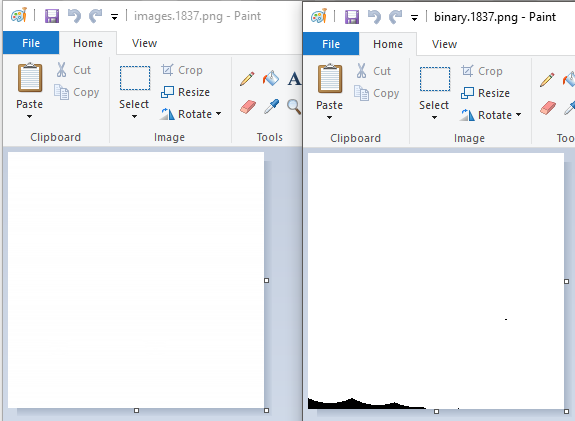 images.1837.png - Paint
File Home View
Paste
Cut
Copy
Clipboard
Select
Crop
Resize
Rotate
Image
A
Tools
binary.1837.png - Paint
File Home View
Paste
Cut
Copy
Clipboard
Select
Crop
Resize
Rotate
Image
Tools